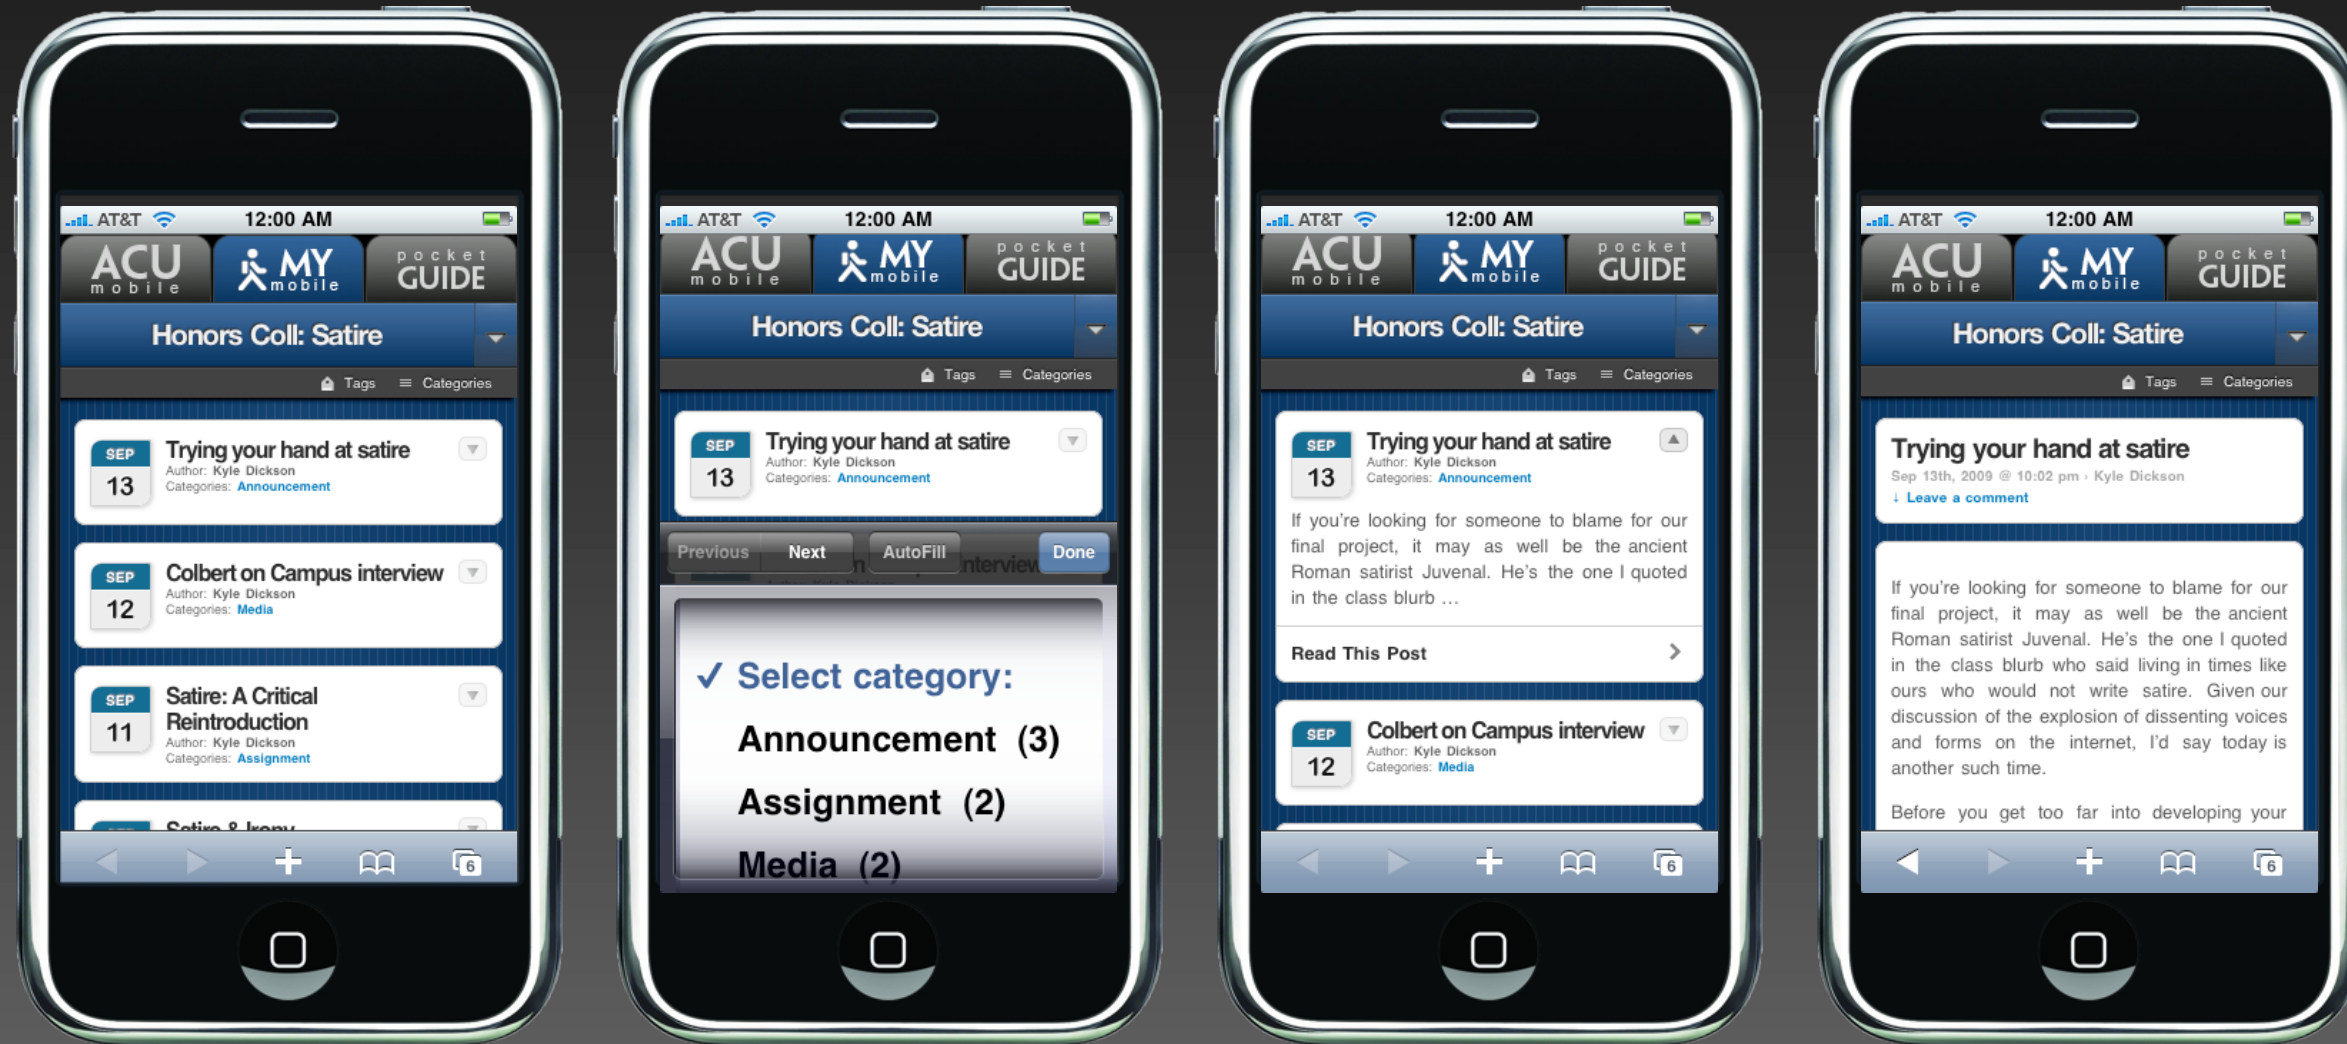 AT&T 12:00 AM
ACU mobile MY mobile pocket GUIDE
Honors Coll: Satire
Tags Categories
SEP 13
Trying your hand at satire
Author: Kyle Dickson
Categories: Announcement
SEP 12
Colbert on Campus interview
Author: Kyle Dickson
Categories: Media
SEP 11
Satire: A Critical
Reintroduction
Author: Kyle Dickson
Categories: Assignment
Satire & Irony
6
AT&T 12:00 AM
ACU mobile MY mobile pocket GUIDE
Honors Coll: Satire
Tags Categories
SEP 13
Trying your hand at satire
Author: Kyle Dickson
Categories: Announcement
Previous Next AutoFill Done
✓ Select category:
Announcement (3)
Assignment (2)
Media (2)
AT&T 12:00 AM
ACU mobile MY mobile pocket GUIDE
Honors Coll: Satire
Tags Categories
SEP 13
Trying your hand at satire
Author: Kyle Dickson
Categories: Announcement
If you're looking for someone to blame for our
final project, it may as well be the ancient
Roman satirist Juvenal. He's the one I quoted
in the class blurb ...
Read This Post
SEP 12
Colbert on Campus interview
Author: Kyle Dickson
Categories: Media
6
AT&T 12:00 AM
ACU mobile MY mobile pocket GUIDE
Honors Coll: Satire
Tags Categories
Trying your hand at satire
Sep 13th, 2009 @ 10:02 pm › Kyle Dickson
↓ Leave a comment
If you're looking for someone to blame for our
final project, it may as well be the ancient
Roman satirist Juvenal. He's the one I quoted
in the class blurb who said living in times like
ours who would not write satire. Given our
discussion of the explosion of dissenting voices
and forms on the internet, I'd say today is
another such time.
Before you get too far into developing your
6